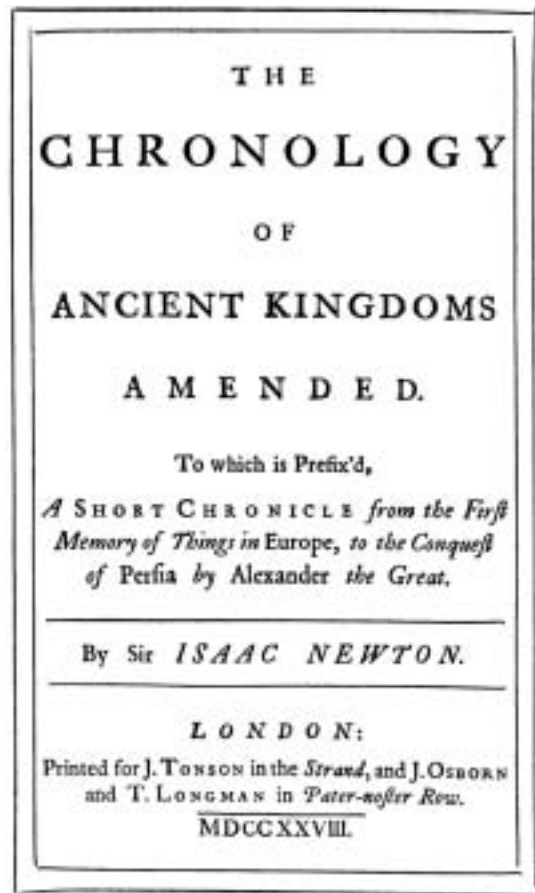 THE
CHRONOLOGY
OF
ANCIENT KINGDOMS
AMENDED.
To which is Prefix'd,
A SHORT CHRONICLE from the Firſt
Memory of Things in Europe, to the Conqueſt
of Perſia by Alexander the Great.
By Sir ISAAC NEWTON.
LONDON:
Printed for J. TONSON in the Strand, and J. OSBORN
and T. LONGMAN in Pater-noſter Row.
MDCCXXVIII.